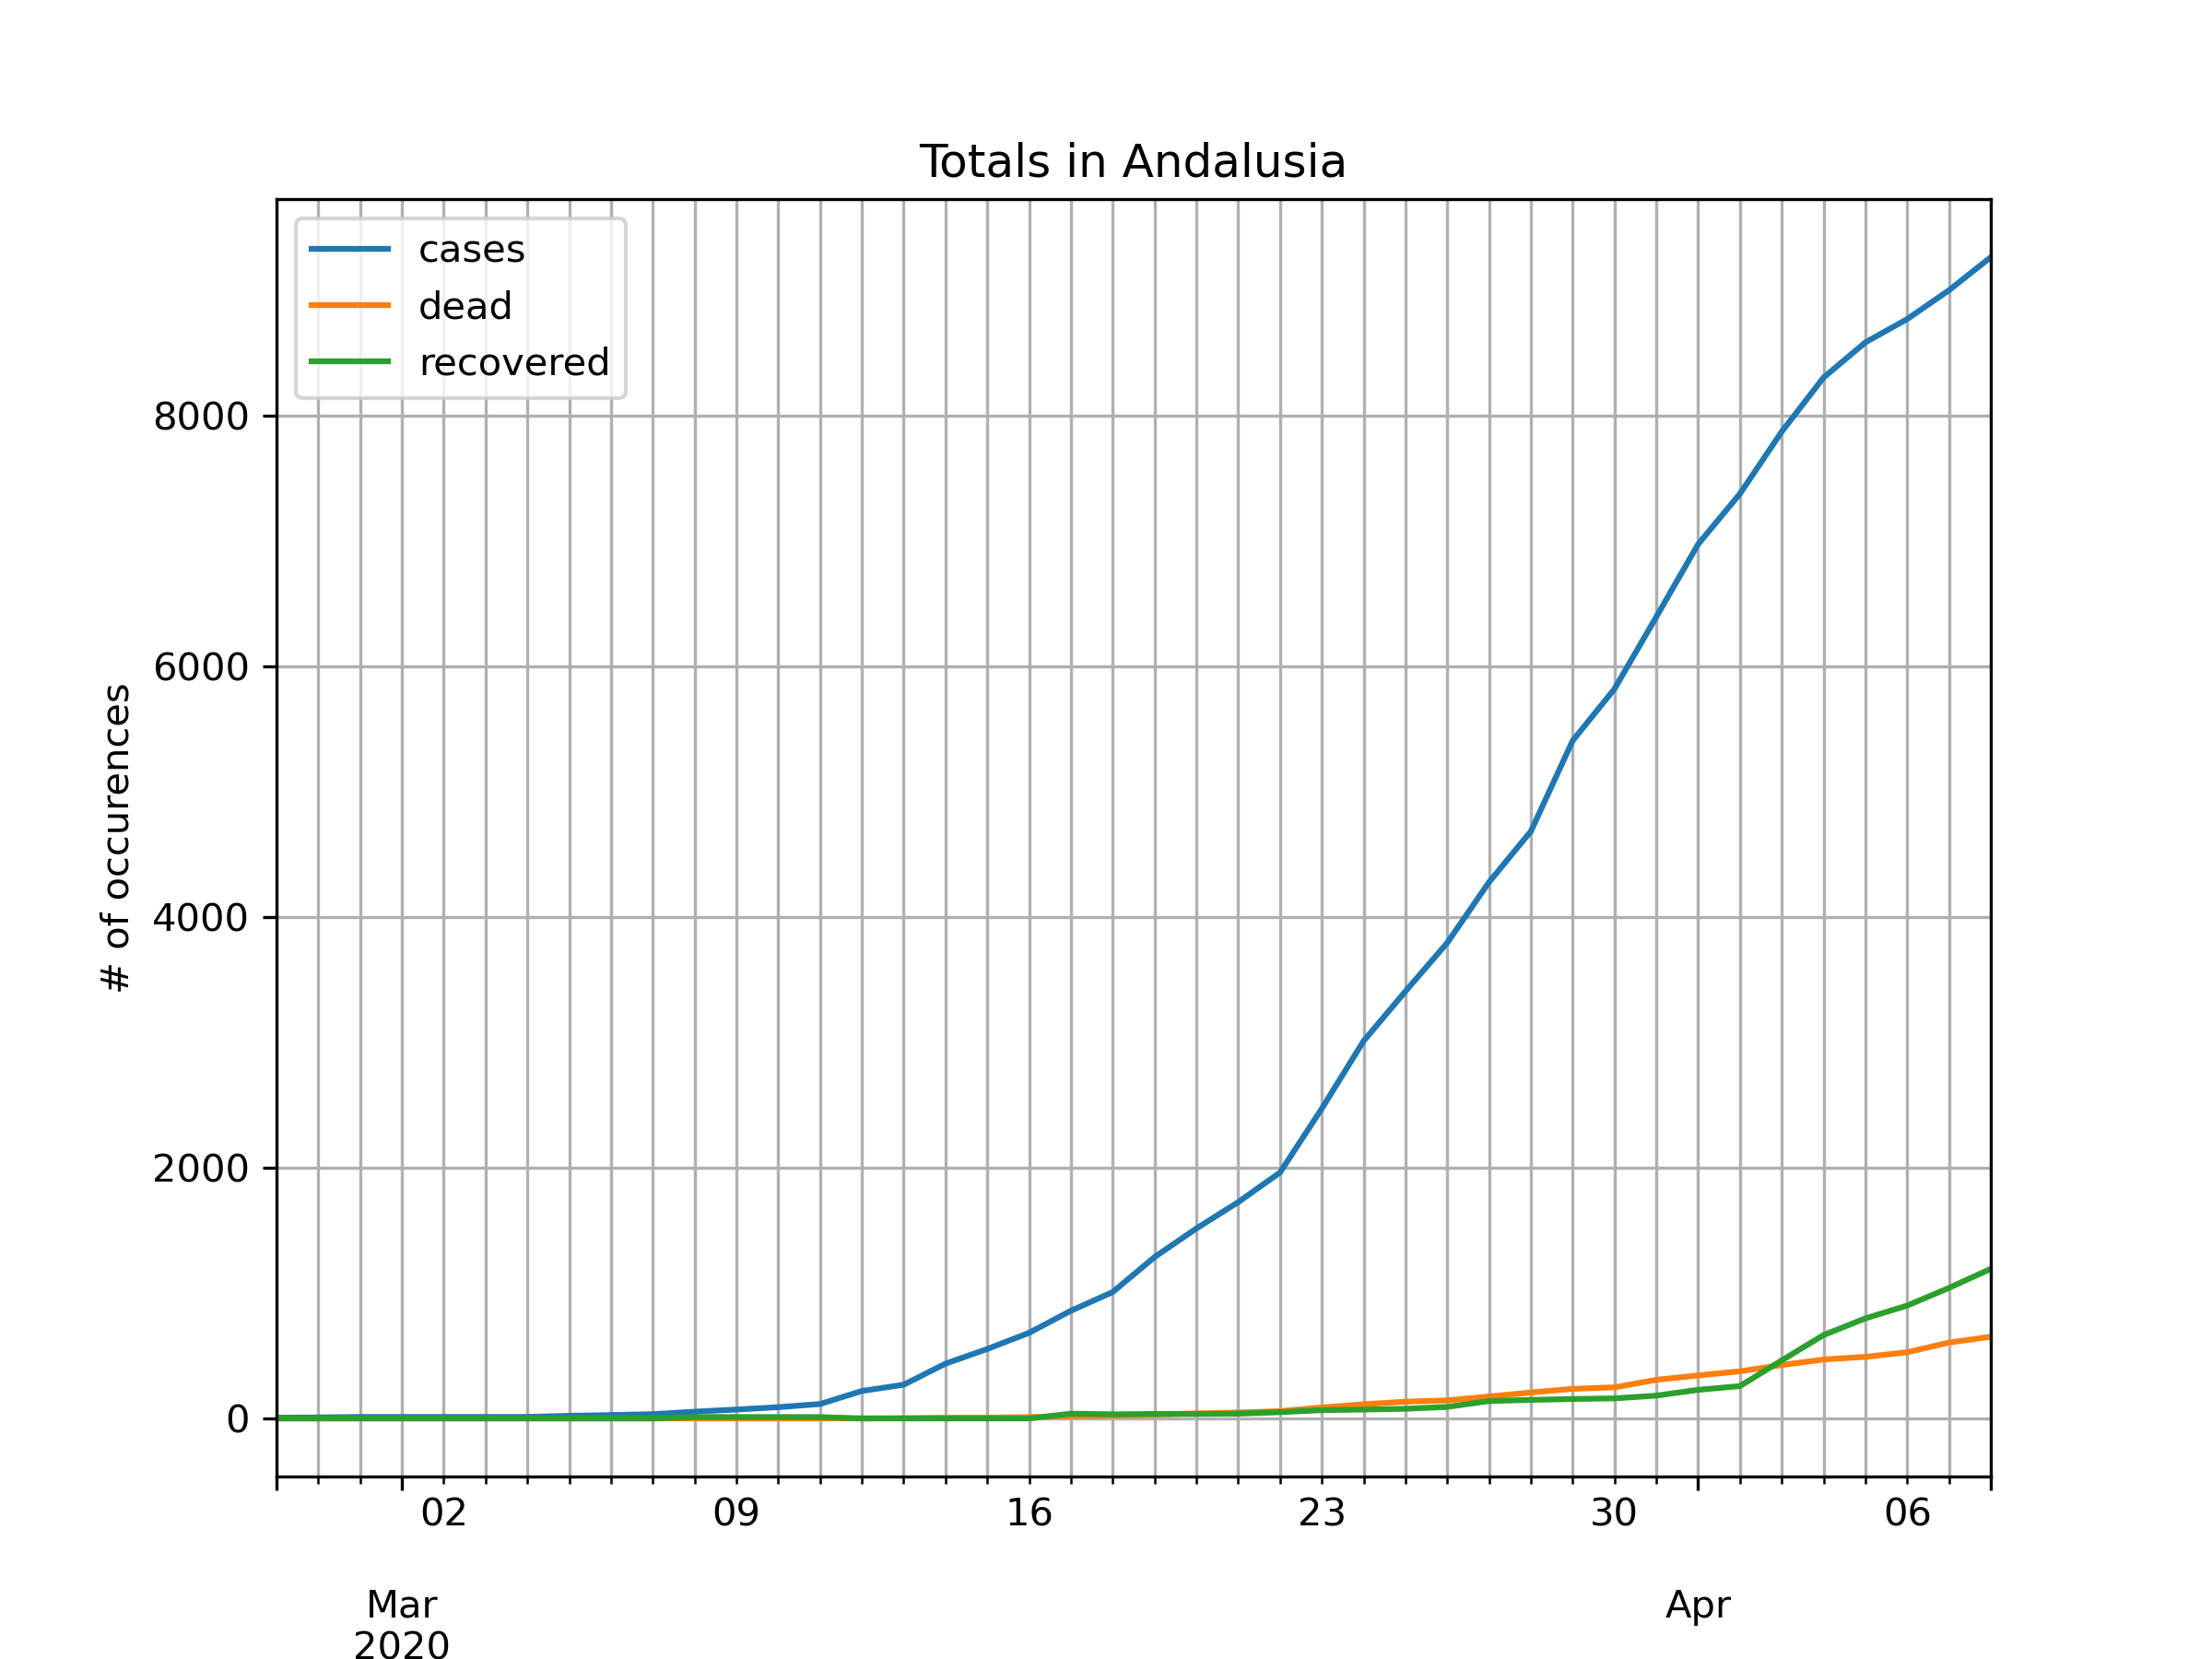 Totals in Andalusia
cases
dead
recovered
# of occurences
8000
6000
4000
2000
0
02 09 16 23 30 06
Mar Apr
2020